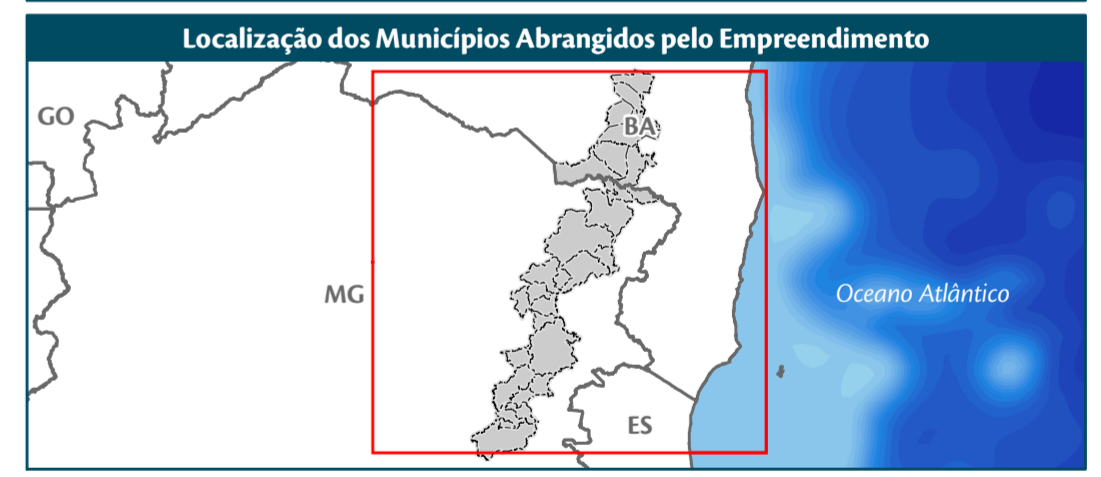 Localização dos Municípios Abrangidos pelo Empreendimento
GO
BA
MG
Oceano Atlântico
ES